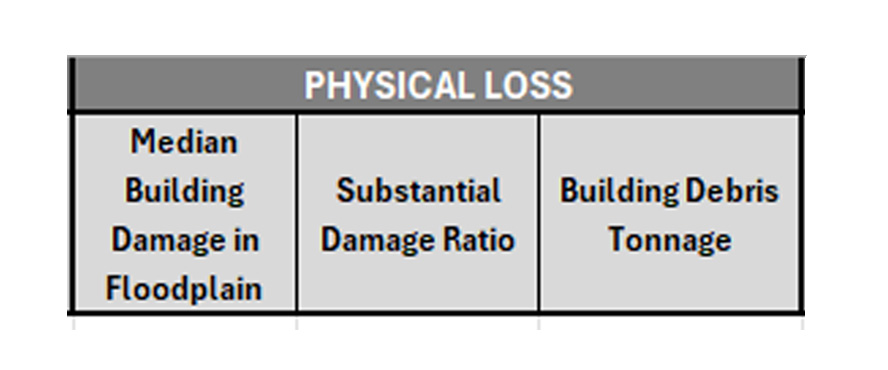 PHYSICAL LOSS
Median
Building
Damage in
Floodplain
Substantial
Damage Ratio
Building Debris
Tonnage